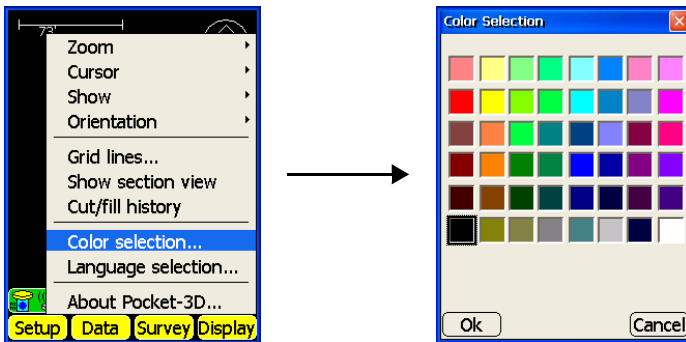 73'
Zoom
Cursor
Show
Orientation
Grid lines...
Show section view
Cut/fill history
Color selection...
Language selection...
About Pocket-3D...
Setup Data Survey Display
Color Selection
Ok Cancel